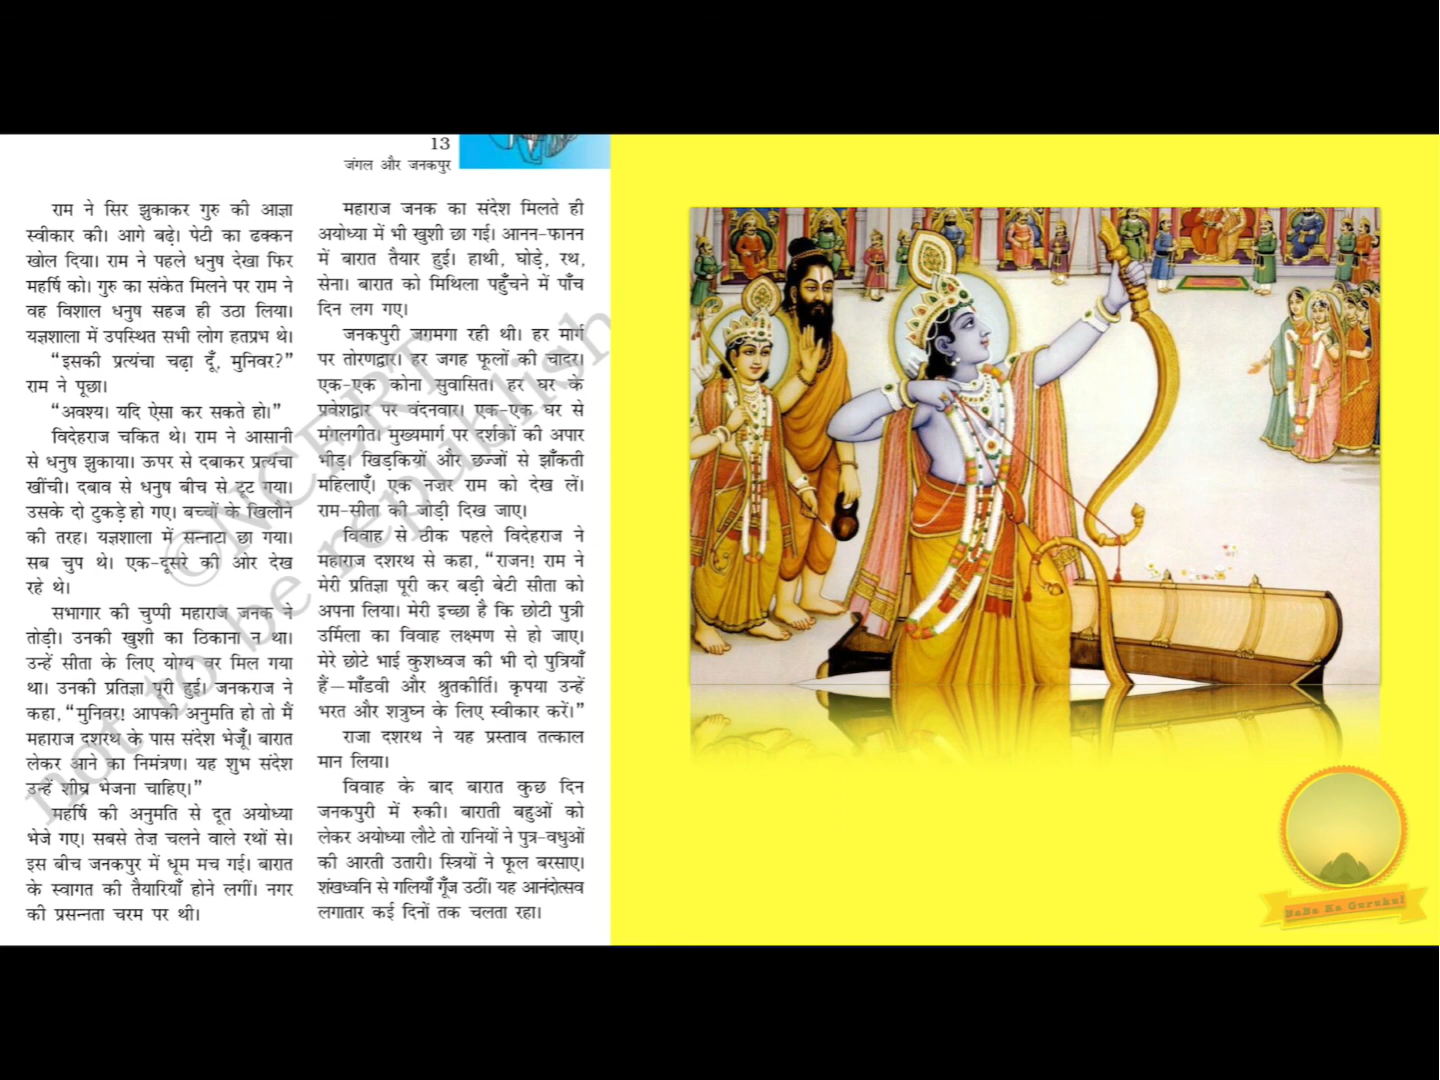 13
जंगल और जनकपुर
राम ने सिर झुकाकर गुरु की आज्ञा
स्वीकार की। आगे बढ़े। पेटी का ढक्कन
खोल दिया। राम ने पहले धनुष देखा फिर
महर्षि को। गुरु का संकेत मिलने पर राम ने
वह विशाल धनुष सहज ही उठा लिया।
यज्ञशाला में उपस्थित सभी लोग हतप्रभ थे।
“इसकी प्रत्यंचा चढ़ा दूँ, मुनिवर?”
राम ने पूछा।
“अवश्य। यदि ऐसा कर सकते हो।”
विदेहराज चकित थे। राम ने आसानी
से धनुष झुकाया। ऊपर से दबाकर प्रत्यंचा
खींची। दबाव से धनुष बीच से टूट गया।
उसके दो टुकड़े हो गए। बच्चों के खिलौने
की तरह। यज्ञशाला में सन्नाटा छा गया।
सब चुप थे। एक-दूसरे की ओर देख
रहे थे।
सभागार की चुप्पी महाराज जनक ने
तोड़ी। उनकी खुशी का ठिकाना न था।
उन्हें सीता के लिए योग्य वर मिल गया
था। उनकी प्रतिज्ञा पूरी हुई। जनकराज ने
कहा, “मुनिवर! आपकी अनुमति हो तो मैं
महाराज दशरथ के पास संदेश भेजूँ। बारात
लेकर आने का निमंत्रण। यह शुभ संदेश
उन्हें शीघ्र भेजना चाहिए।”
महर्षि की अनुमति से दूत अयोध्या
भेजे गए। सबसे तेज़ चलने वाले रथों से।
इस बीच जनकपुर में धूम मच गई। बारात
के स्वागत की तैयारियाँ होने लगीं। नगर
की प्रसन्नता चरम पर थी।
महाराज जनक का संदेश मिलते ही
अयोध्या में भी खुशी छा गई। आनन-फानन
में बारात तैयार हुई। हाथी, घोड़े, रथ,
सेना। बारात को मिथिला पहुँचने में पाँच
दिन लग गए।
जनकपुरी जगमगा रही थी। हर मार्ग
पर तोरणद्वार। हर जगह फूलों की चादर।
एक-एक कोना सुवासित। हर घर के
प्रवेशद्वार पर वंदनवार। एक-एक घर से
मंगलगीत। मुख्यमार्ग पर दर्शकों की अपार
भीड़। खिड़कियों और छज्जों से झाँकती
महिलाएँ। एक नज़र राम को देख लें।
राम-सीता की जोड़ी दिख जाए।
विवाह से ठीक पहले विदेहराज ने
महाराज दशरथ से कहा, “राजन! राम ने
मेरी प्रतिज्ञा पूरी कर बड़ी बेटी सीता को
अपना लिया। मेरी इच्छा है कि छोटी पुत्री
उर्मिला का विवाह लक्ष्मण से हो जाए।
मेरे छोटे भाई कुशध्वज की भी दो पुत्रियाँ
हैं—माँडवी और श्रुतकीर्ति। कृपया उन्हें
भरत और शत्रुघ्न के लिए स्वीकार करें।”
राजा दशरथ ने यह प्रस्ताव तत्काल
मान लिया।
विवाह के बाद बारात कुछ दिन
जनकपुरी में रुकी। बाराती बहुओं को
लेकर अयोध्या लौटे तो रानियों ने पुत्र-वधुओं
की आरती उतारी। स्त्रियों ने फूल बरसाए।
शंखध्वनि से गलियाँ गूँज उठीं। यह आनंदोत्सव
लगातार कई दिनों तक चलता रहा।
©NCERT
not to be republish
BaBa Ka Gurukul